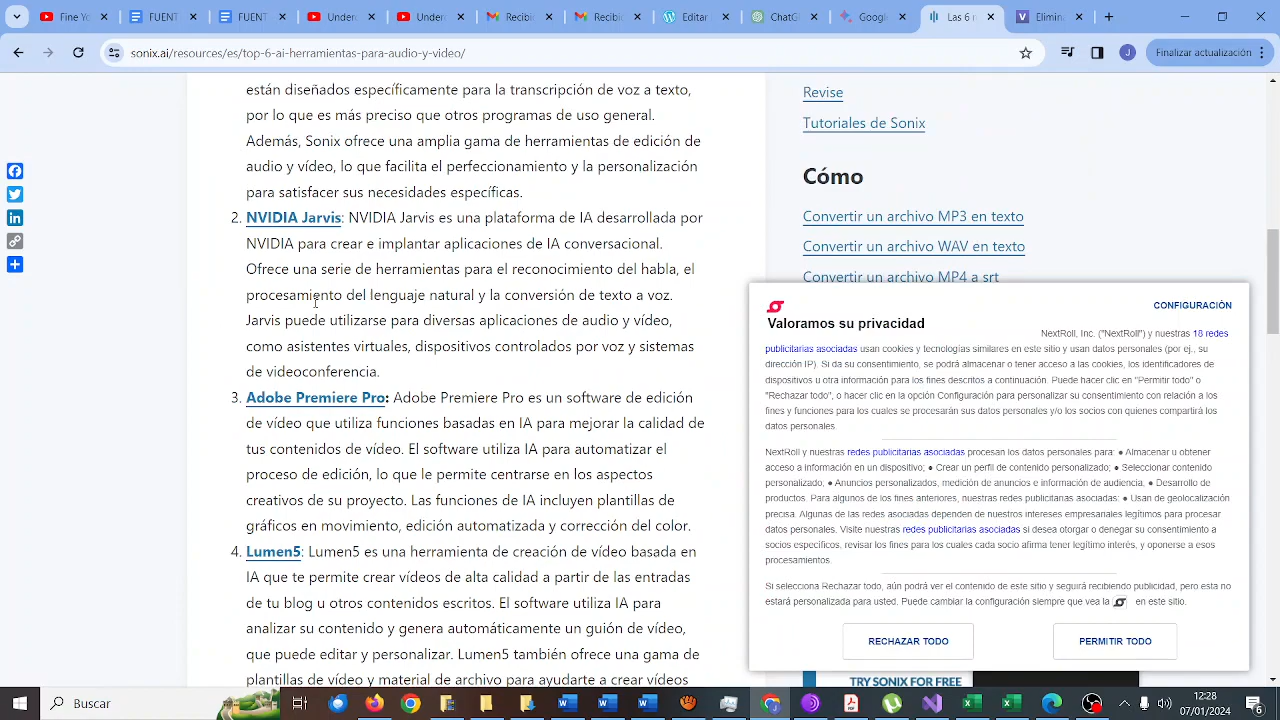 Fine Yo
FUENT
FUENT
Under
Under
Recibir
Recibir
Editar
ChatG
Googl
Las 6 r
Elimin
sonix.ai/resources/es/top-6-ai-herramientas-para-audio-y-video/
Finalizar actualización
están diseñados específicamente para la transcripción de voz a texto,
por lo que es más preciso que otros programas de uso general.
Además, Sonix ofrece una amplia gama de herramientas de edición de
audio y vídeo, lo que facilita el perfeccionamiento y la personalización
para satisfacer sus necesidades específicas.
2. NVIDIA Jarvis: NVIDIA Jarvis es una plataforma de IA desarrollada por
NVIDIA para crear e implantar aplicaciones de IA conversacional.
Ofrece una serie de herramientas para el reconocimiento del habla, el
procesamiento del lenguaje natural y la conversión de texto a voz.
Jarvis puede utilizarse para diversas aplicaciones de audio y vídeo,
como asistentes virtuales, dispositivos controlados por voz y sistemas
de videoconferencia.
3. Adobe Premiere Pro: Adobe Premiere Pro es un software de edición
de vídeo que utiliza funciones basadas en IA para mejorar la calidad de
tus contenidos de vídeo. El software utiliza IA para automatizar el
proceso de edición, lo que le permite centrarse en los aspectos
creativos de su proyecto. Las funciones de IA incluyen plantillas de
gráficos en movimiento, edición automatizada y corrección del color.
4. Lumen5: Lumen5 es una herramienta de creación de vídeo basada en
IA que te permite crear vídeos de alta calidad a partir de entradas
de tu blog u otros contenidos escritos. El software utiliza IA para
analizar su contenido y genera automáticamente un guión de vídeo,
que puede editar y personalizar. Lumen5 también ofrece una gama de
plantillas de vídeo y material de archivo para ayudarte a crear vídeos
Revise
Tutoriales de Sonix
Cómo
Convertir un archivo MP3 en texto
Convertir un archivo WAV en texto
Convertir un archivo MP4 a srt
CONFIGURACIÓN
Valoramos su privacidad
NextRoll, Inc. ("NextRoll") y nuestras 18 redes
publicitarias asociadas usan cookies y tecnologías similares en este sitio y usan datos personales (por ej., su
dirección IP). Si da su consentimiento, se podrá almacenar o tener acceso a las cookies, los identificadores de
dispositivos u otra información para los fines descritos a continuación. Puede hacer clic en "Permitir todo" o
"Rechazar todo", o hacer clic en la opción Configuración para personalizar su consentimiento con relación a los
fines y funciones para los cuales se procesarán sus datos personales y/o los socios con quienes compartirá los
datos personales.
NextRoll y nuestras redes publicitarias asociadas procesan los datos personales para: ● Almacenar u obtener
acceso a información en un dispositivo; ● Crear un perfil de contenido personalizado; ● Seleccionar contenido
personalizado; ● Anuncios personalizados, medición de anuncios e información de audiencia; ● Desarrollo de
productos. Para algunos de los fines anteriores, nuestras redes publicitarias asociadas: ● Usan de geolocalización
precisa. Algunas de las redes asociadas dependen de nuestros intereses empresariales legítimos para procesar
datos personales. Visite nuestras redes publicitarias asociadas si desea otorgar o denegar su consentimiento a
socios específicos, revisar los fines para los cuales cada socio afirma tener legítimo interés, y oponerse a esos
procesamientos.
Si selecciona Rechazar todo, aún podrá ver el contenido de este sitio y seguirá recibiendo publicidad, pero esta no
estará personalizada para usted. Puede cambiar la configuración siempre que vea la en este sitio.
RECHAZAR TODO
PERMITIR TODO
TRY SONIX FOR FREE
Buscar
12:28
07/01/2024
6